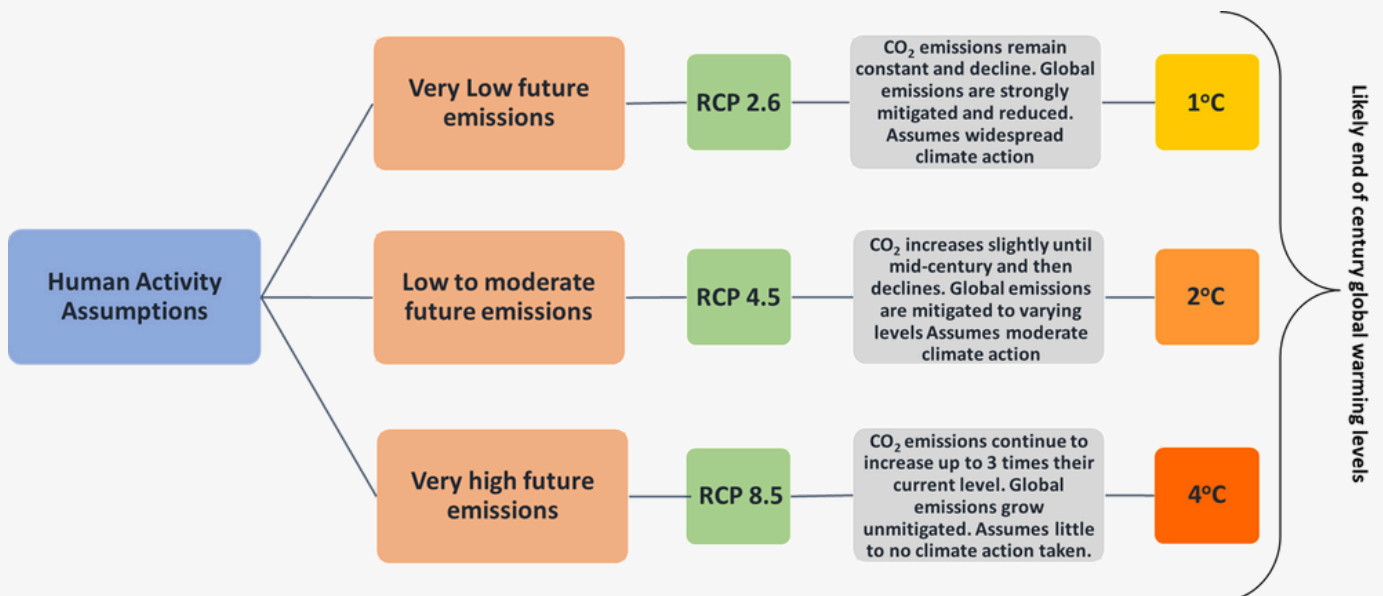 Human Activity
Assumptions
Very Low future
emissions
RCP 2.6
CO₂ emissions remain
constant and decline. Global
emissions are strongly
mitigated and reduced.
Assumes widespread
climate action
1°C
Low to moderate
future emissions
RCP 4.5
CO₂ increases slightly until
mid-century and then
declines. Global emissions
are mitigated to varying
levels Assumes moderate
climate action
2°C
Very high future
emissions
RCP 8.5
CO₂ emissions continue to
increase up to 3 times their
current level. Global
emissions grow
unmitigated. Assumes little
to no climate action taken.
4°C
Likely end of century global warming levels